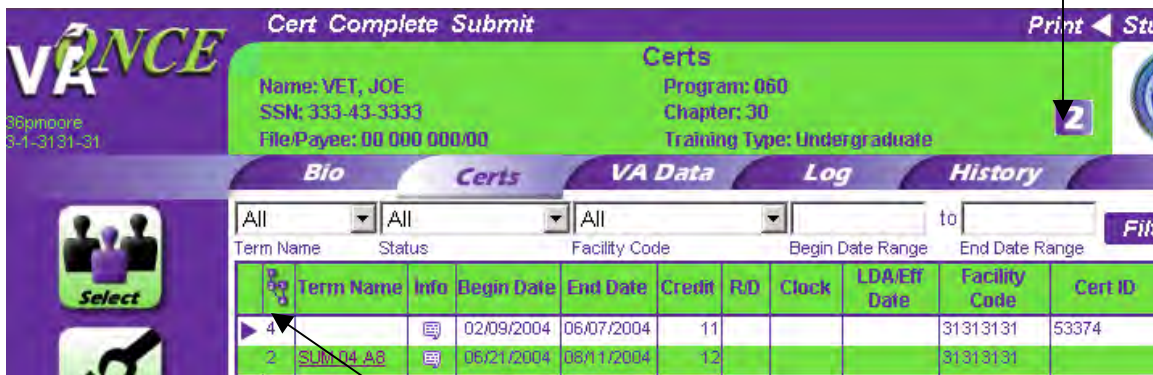 Cert Complete Submit Print Stu
VA ONCE
36pmoore
3-1-3131-31
Certs
Name: VET, JOE Program: 060
SSN: 333-43-3333 Chapter: 30
File/Payee: 00 000 000/00 Training Type: Undergraduate
2
Bio Certs VA Data Log History
All All All to Filt
Term Name Status Facility Code Begin Date Range End Date Range
Select
Term Name Info Begin Date End Date Credit R/D Clock LDA/Eff Date Facility Code Cert ID
4 02/09/2004 06/07/2004 11 31313131 53374
2 SUM 04 A8 06/21/2004 08/11/2004 12 31313131